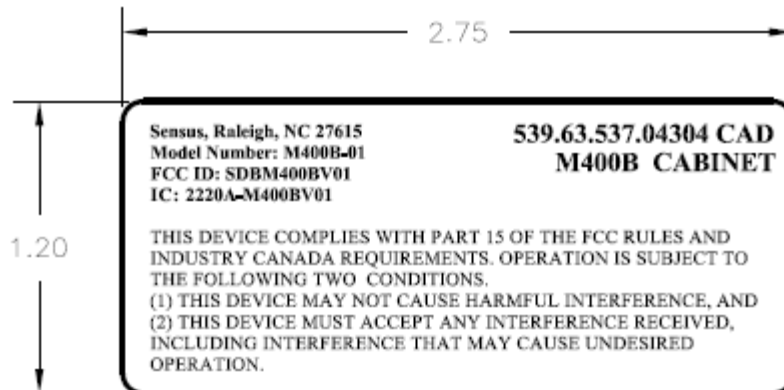 2.75
1.20
Sensus, Raleigh, NC 27615
Model Number: M400B-01
FCC ID: SDBM400BV01
IC: 2220A-M400BV01
539.63.537.04304 CAD
M400B CABINET
THIS DEVICE COMPLIES WITH PART 15 OF THE FCC RULES AND
INDUSTRY CANADA REQUIREMENTS. OPERATION IS SUBJECT TO
THE FOLLOWING TWO CONDITIONS.
(1) THIS DEVICE MAY NOT CAUSE HARMFUL INTERFERENCE, AND
(2) THIS DEVICE MUST ACCEPT ANY INTERFERENCE RECEIVED,
INCLUDING INTERFERENCE THAT MAY CAUSE UNDESIRED
OPERATION.